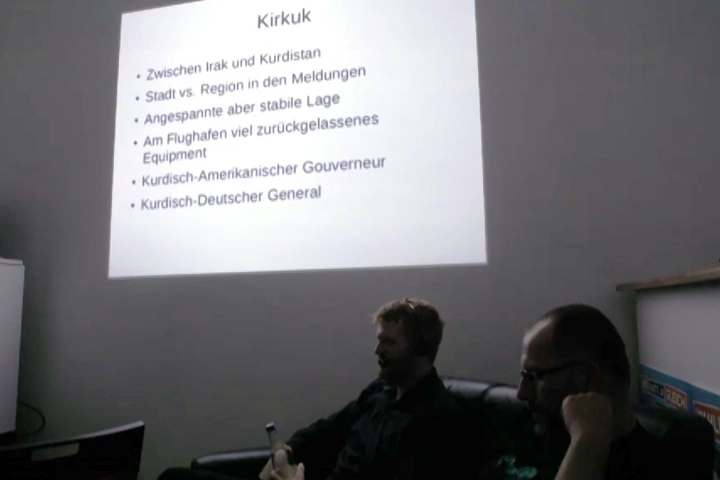 Kirkuk
• Zwischen Irak und Kurdistan
• Stadt vs. Region in den Meldungen
• Angespannte aber stabile Lage
• Am Flughafen viel zurückgelassenes
Equipment
• Kurdisch-Amerikanischer Gouverneur
• Kurdisch-Deutscher General